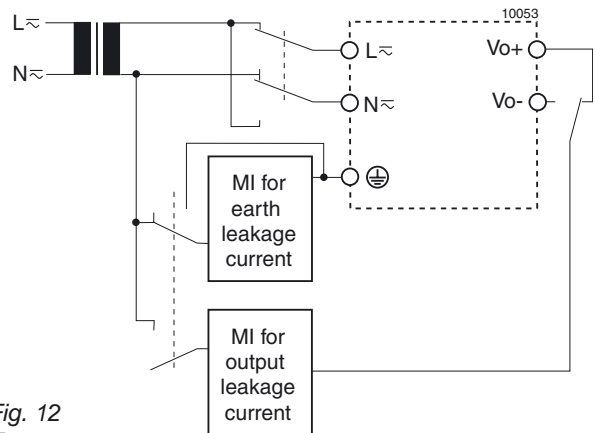 10053
L≂
Vo+
L≂
N≂
Vo-
N≂
MI for
earth
leakage
current
MI for
output
leakage
current
Fig. 12